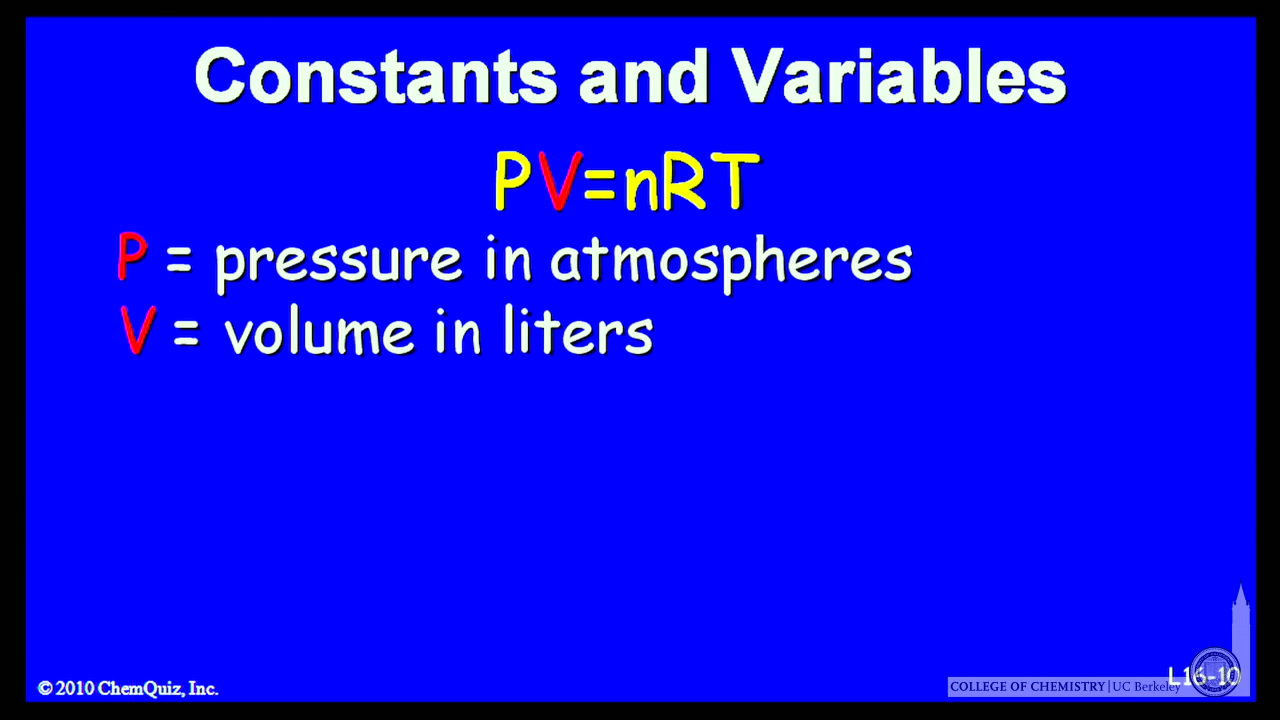 Constants and Variables
PV=nRT
P = pressure in atmospheres
V = volume in liters
© 2010 ChemQuiz, Inc.
COLLEGE OF CHEMISTRY | UC Berkeley
L16-10